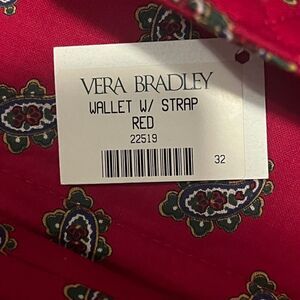 VERA BRADLEY
WALLET W/ STRAP
RED
22519
32